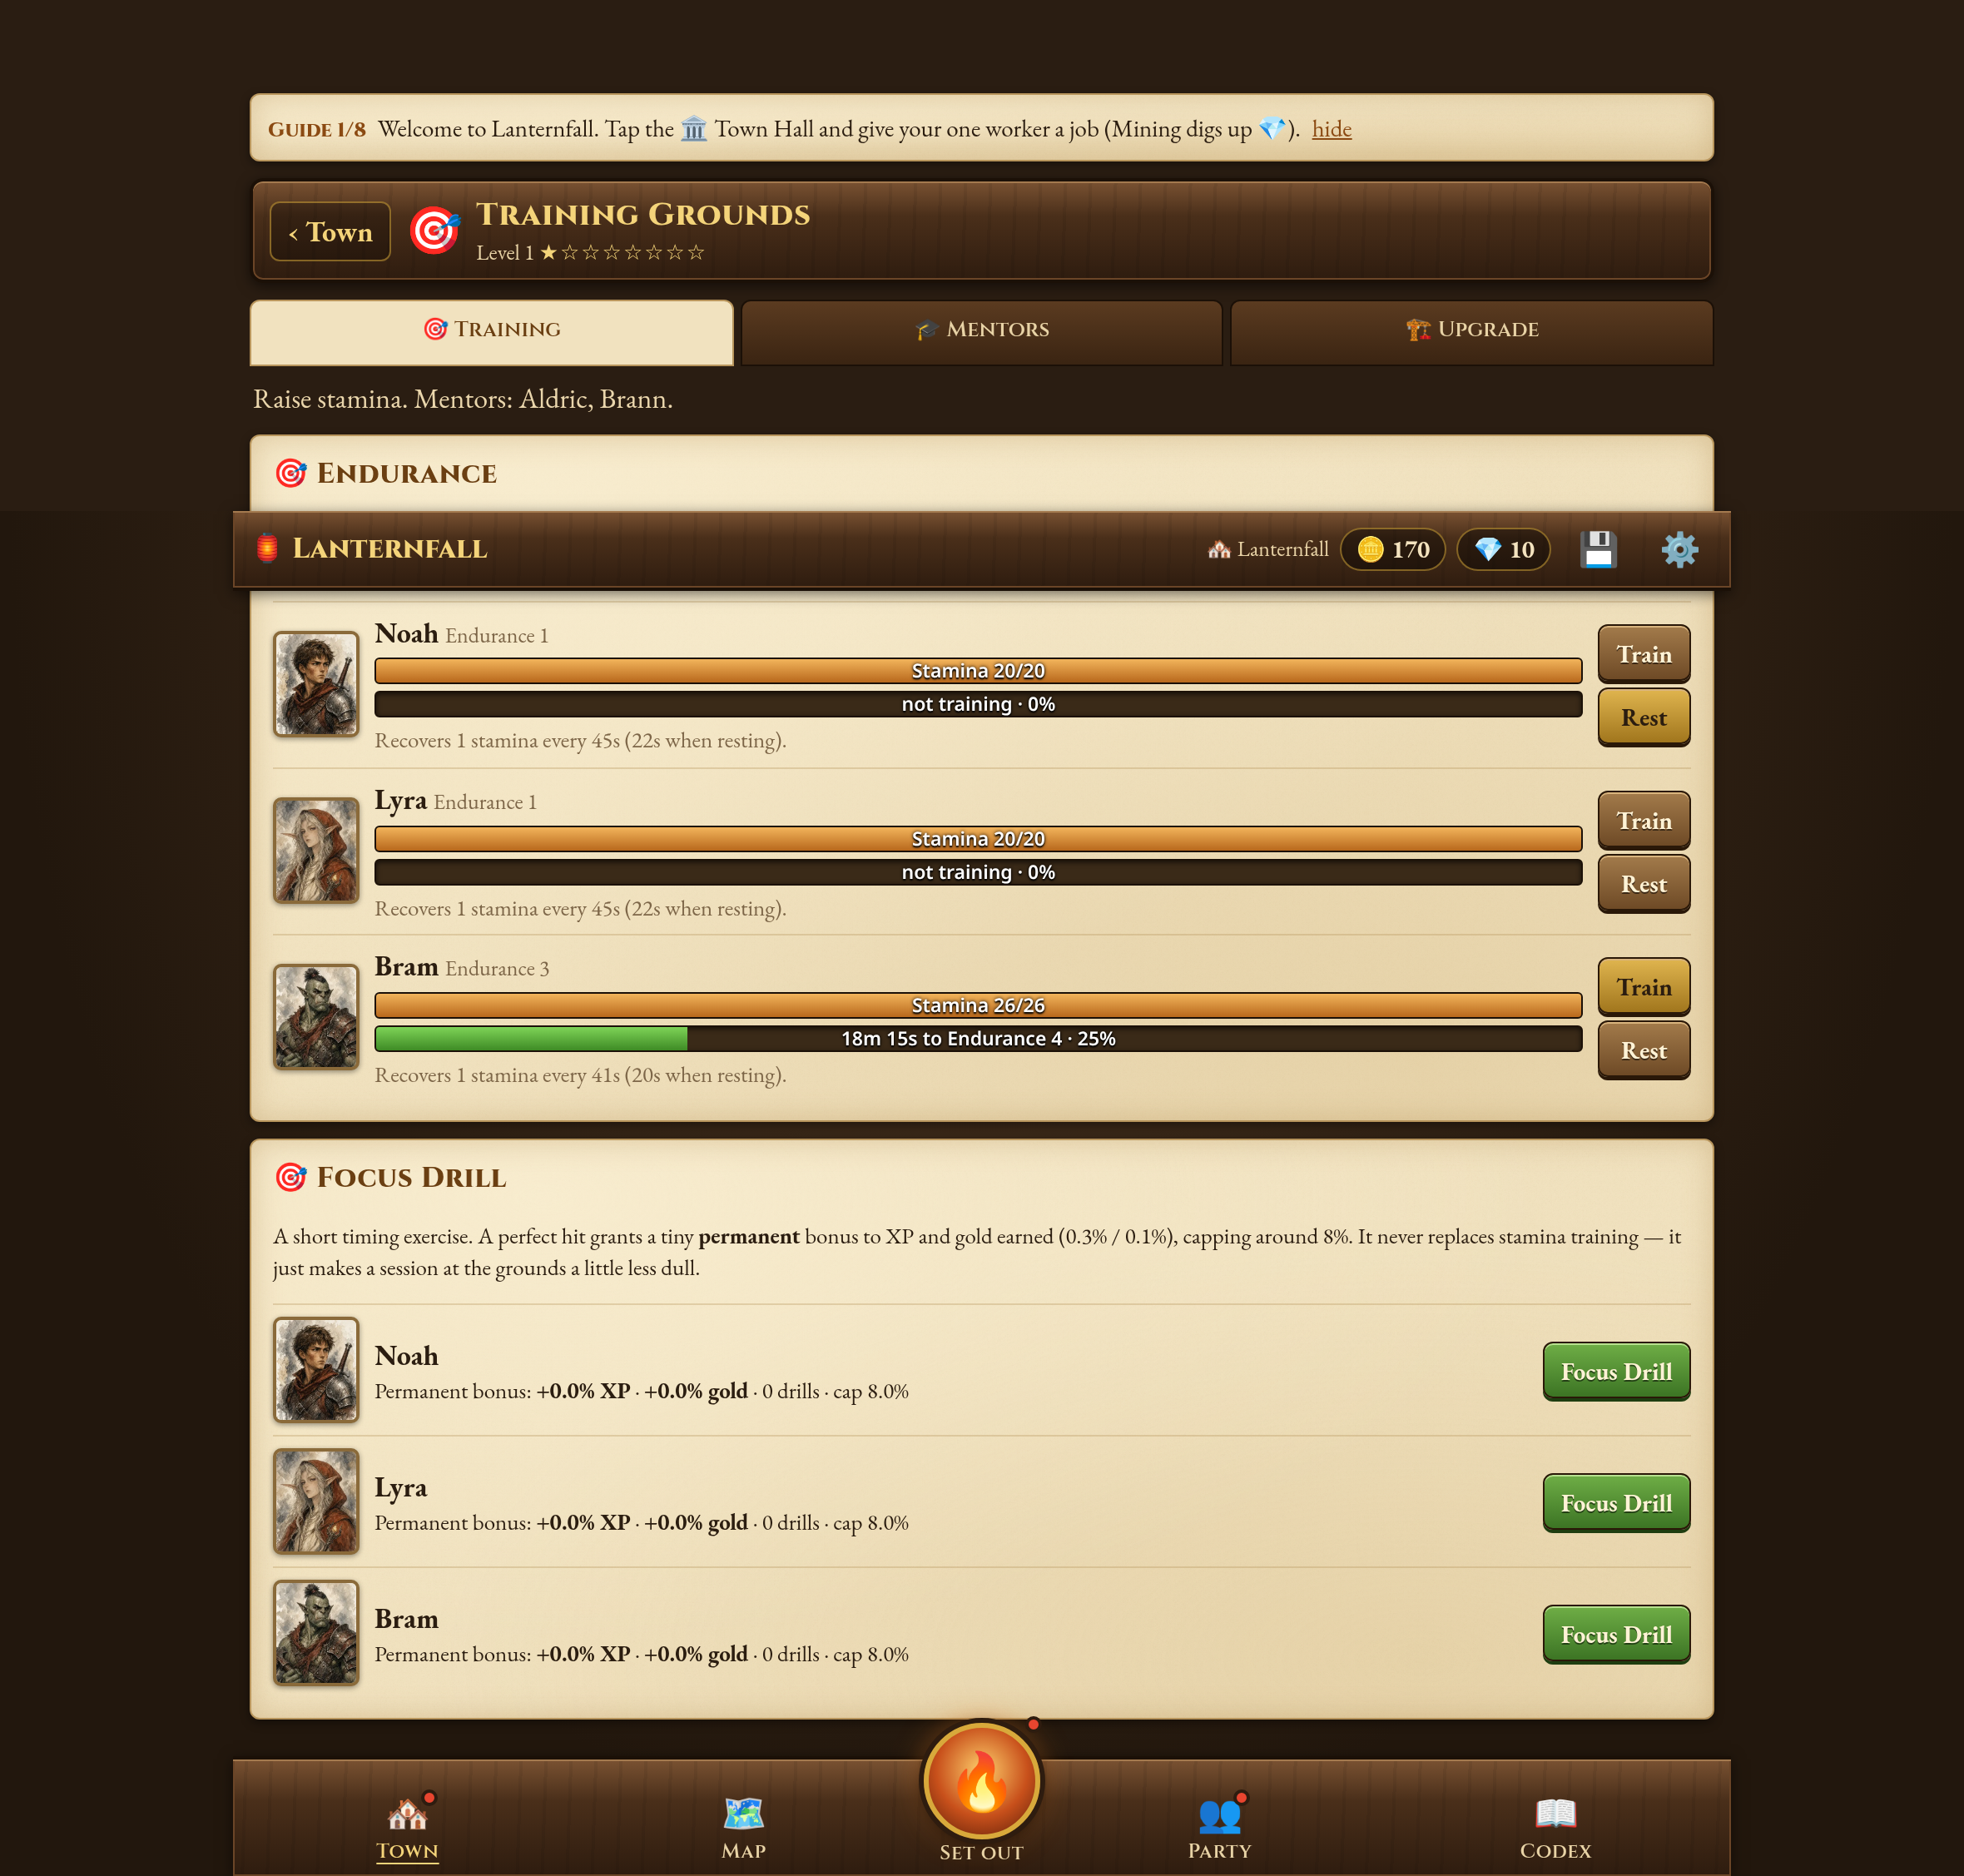 GUIDE 1/8 Welcome to Lanternfall. Tap the 🏛️ Town Hall and give your one worker a job (Mining digs up 💎). hide
‹ Town
TRAINING GROUNDS
Level 1 ★☆☆☆☆☆☆☆
TRAINING
MENTORS
UPGRADE
Raise stamina. Mentors: Aldric, Brann.
ENDURANCE
LANTERNFALL
Lanternfall
170
10
Noah Endurance 1
Stamina 20/20
not training · 0%
Recovers 1 stamina every 45s (22s when resting).
Train
Rest
Lyra Endurance 1
Stamina 20/20
not training · 0%
Recovers 1 stamina every 45s (22s when resting).
Train
Rest
Bram Endurance 3
Stamina 26/26
18m 15s to Endurance 4 · 25%
Recovers 1 stamina every 41s (20s when resting).
Train
Rest
FOCUS DRILL
A short timing exercise. A perfect hit grants a tiny permanent bonus to XP and gold earned (0.3% / 0.1%), capping around 8%. It never replaces stamina training — it
just makes a session at the grounds a little less dull.
Noah
Permanent bonus: +0.0% XP · +0.0% gold · 0 drills · cap 8.0%
Focus Drill
Lyra
Permanent bonus: +0.0% XP · +0.0% gold · 0 drills · cap 8.0%
Focus Drill
Bram
Permanent bonus: +0.0% XP · +0.0% gold · 0 drills · cap 8.0%
Focus Drill
TOWN
MAP
SET OUT
PARTY
CODEX